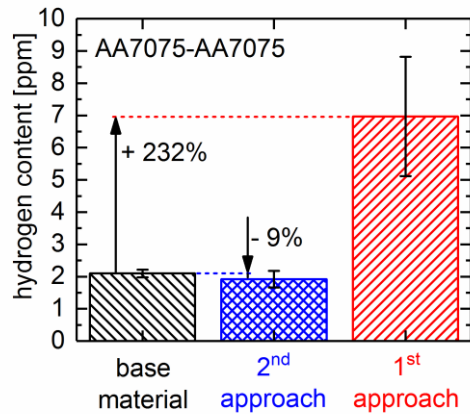 hydrogen content [ppm]
10
9
8
7
6
5
4
3
2
1
0
AA7075-AA7075
+ 232%
- 9%
base
material
2nd
approach
1st
approach